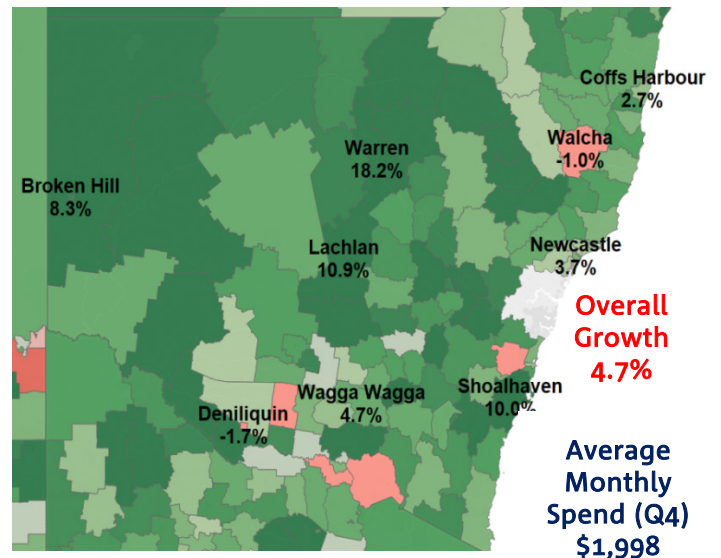 Coffs Harbour
2.7%
Walcha
-1.0%
Warren
18.2%
Broken Hill
8.3%
Lachlan
10.9%
Newcastle
3.7%
Overall
Growth
4.7%
Wagga Wagga
4.7%
Shoalhaven
10.0%
Deniliquin
-1.7%
Average
Monthly
Spend (Q4)
$1,998